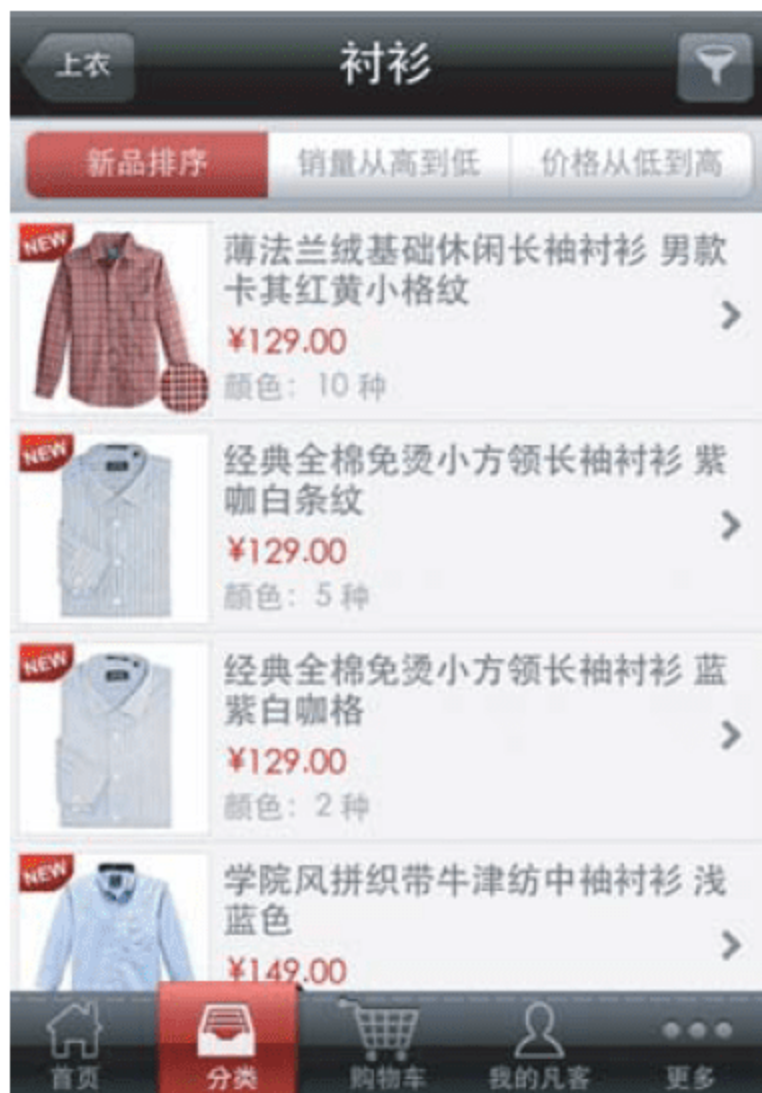 上衣
衬衫
新品排序
销量从高到低
价格从低到高
NEW
薄法兰绒基础休闲长袖衬衫 男款
卡其红黄小格纹
¥129.00
颜色：10 种
NEW
经典全棉免烫小方领长袖衬衫 紫
咖白条纹
¥129.00
颜色：5 种
NEW
经典全棉免烫小方领长袖衬衫 蓝
紫白咖格
¥129.00
颜色：2 种
NEW
学院风拼织带牛津纺中袖衬衫 浅
蓝色
¥149.00
首页
分类
购物车
我的凡客
更多